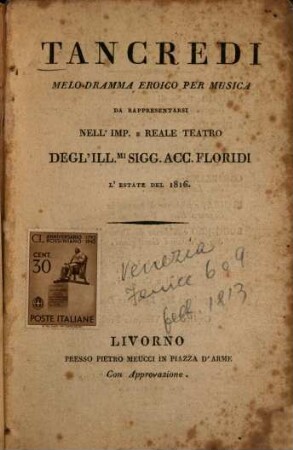 TANCREDI
MELO-DRAMMA EROICO PER MUSICA
DA RAPPRESENTARSI
NELL' IMP. E REALE TEATRO
DEGL' ILL.MI SIGG. ACC. FLORIDI
L' ESTATE DEL 1816.
CENT.
30
POSTE ITALIANE
Venezia
Fenice 6 e 9
febb. 1813
LIVORNO
PRESSO PIETRO MEUCCI IN PIAZZA D' ARME
Con Approvazione.